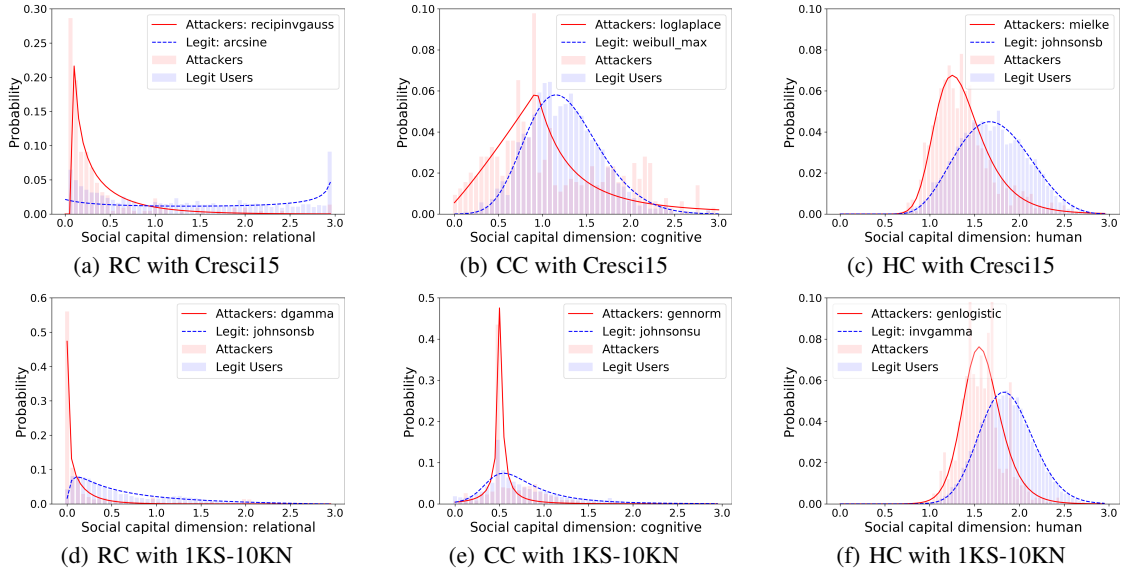 0.30
0.25
0.20
0.15
0.10
0.05
0.00
Probability
Attackers: recipinvgauss
Legit: arcsine
Attackers
Legit Users
0.0 0.5 1.0 1.5 2.0 2.5 3.0
Social capital dimension: relational
(a) RC with Cresci15
0.10
0.08
0.06
0.04
0.02
0.00
Probability
Attackers: loglaplace
Legit: weibull_max
Attackers
Legit Users
0.0 0.5 1.0 1.5 2.0 2.5 3.0
Social capital dimension: cognitive
(b) CC with Cresci15
0.10
0.08
0.06
0.04
0.02
0.00
Probability
Attackers: mielke
Legit: johnsonsb
Attackers
Legit Users
0.0 0.5 1.0 1.5 2.0 2.5 3.0
Social capital dimension: human
(c) HC with Cresci15
0.6
0.5
0.4
0.3
0.2
0.1
0.0
Probability
Attackers: dgamma
Legit: johnsonsb
Attackers
Legit Users
0.0 0.5 1.0 1.5 2.0 2.5 3.0
Social capital dimension: relational
(d) RC with 1KS-10KN
0.5
0.4
0.3
0.2
0.1
0.0
Probability
Attackers: gennorm
Legit: johnsonsu
Attackers
Legit Users
0.0 0.5 1.0 1.5 2.0 2.5 3.0
Social capital dimension: cognitive
(e) CC with 1KS-10KN
0.10
0.08
0.06
0.04
0.02
0.00
Probability
Attackers: genlogistic
Legit: invgamma
Attackers
Legit Users
0.0 0.5 1.0 1.5 2.0 2.5 3.0
Social capital dimension: human
(f) HC with 1KS-10KN